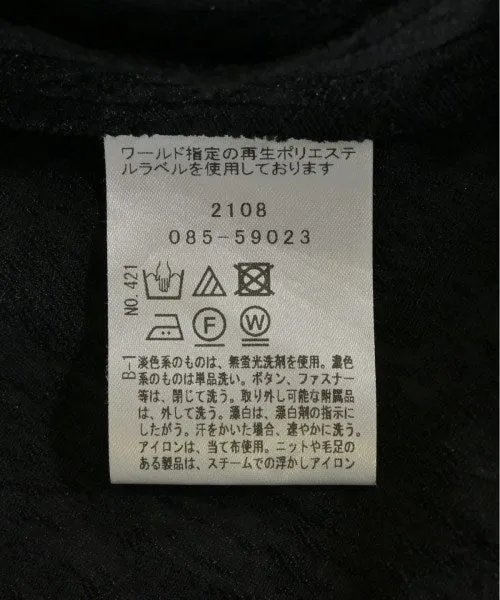 ワールド指定の再生ポリエステ
ルラベルを使用しております
2108
085-59023
NO.421
F
W
B-1
淡色系のものは、無蛍光洗剤を使用。濃色
系のものは単品洗い。ボタン、ファスナー
等は、閉じて洗う。取り外し可能な附属品
は、外して洗う。漂白は、漂白剤の指示に
したがう。汗をかいた場合、速やかに洗う。
アイロンは、当て布使用。ニットや毛足の
ある製品は、スチームでの浮かしアイロン